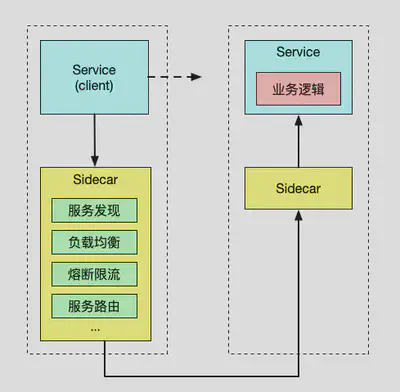 Service
(client)
Sidecar
服务发现
负载均衡
熔断限流
服务路由
...
Service
业务逻辑
Sidecar